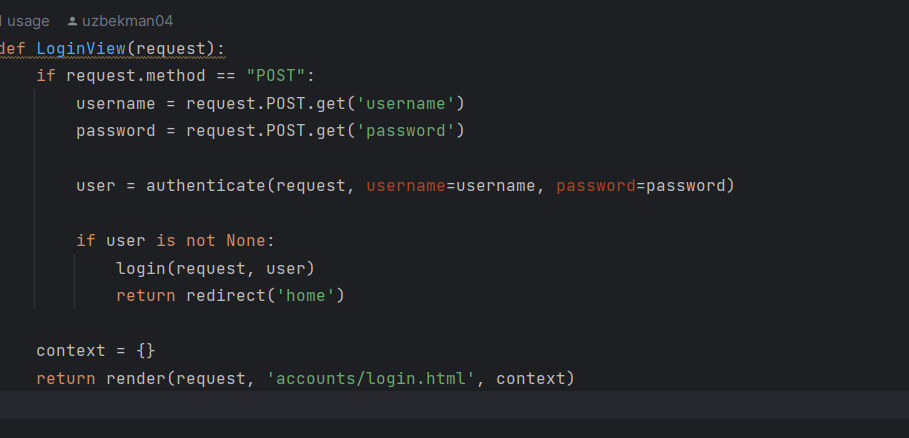 usage uzbekman04
def LoginView(request):
if request.method == "POST":
username = request.POST.get('username')
password = request.POST.get('password')
user = authenticate(request, username=username, password=password)
if user is not None:
login(request, user)
return redirect('home')
context = {}
return render(request, 'accounts/login.html', context)